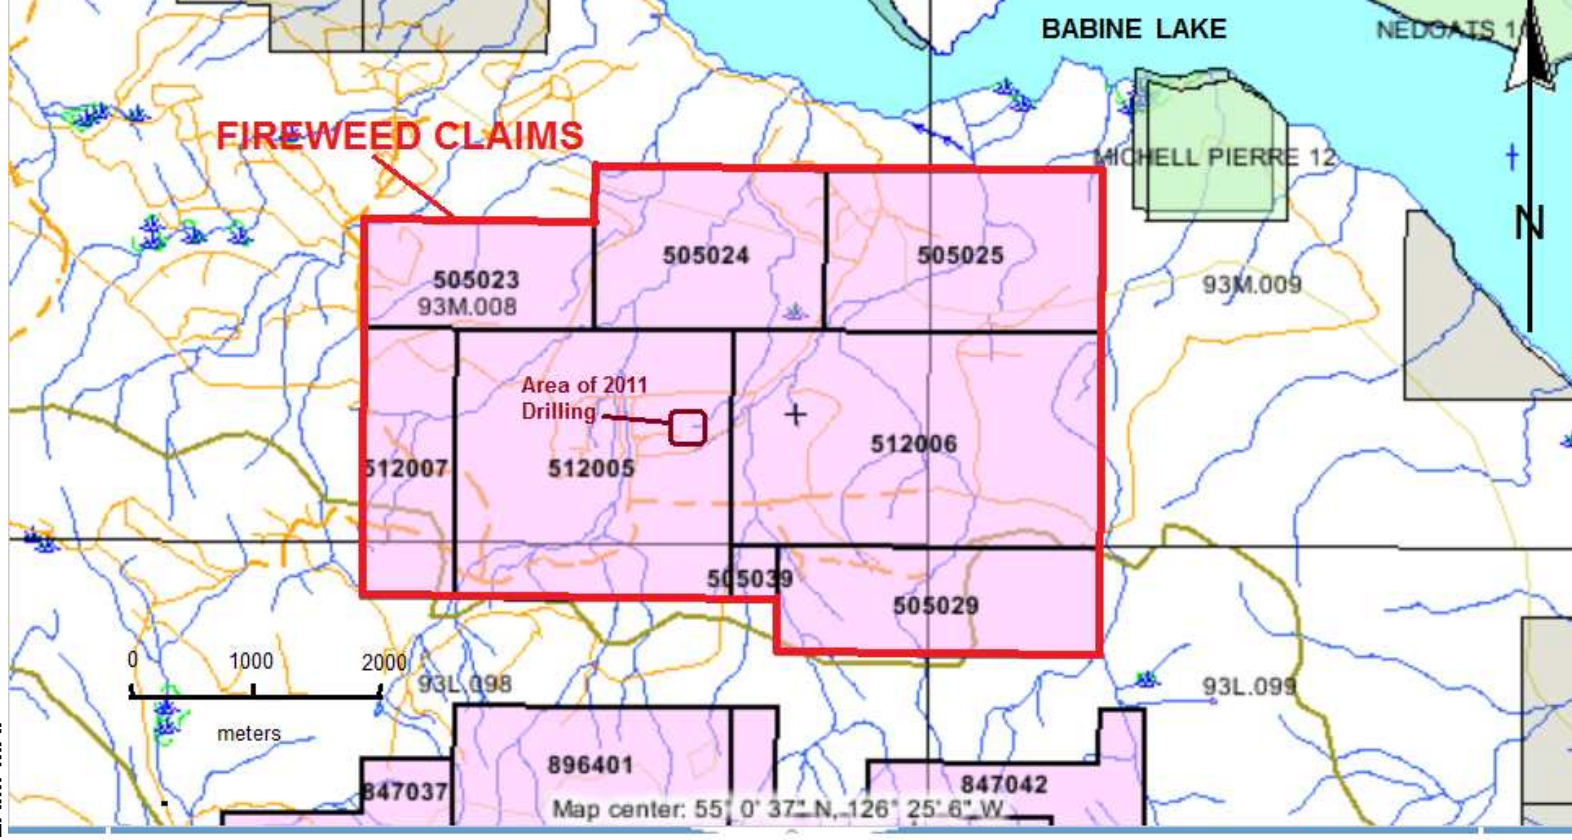 BABINE LAKE
NEDOATS 1
FIREWEED CLAIMS
MICHELL PIERRE 12
N
505024
505025
505023
93M.008
93M.009
Area of 2011
Drilling
512006
512007
512005
505039
505029
0 1000 2000
meters
93L.098
93L.099
896401
847037
847042
Map center: 55° 0' 37" N, 126° 25' 6" W